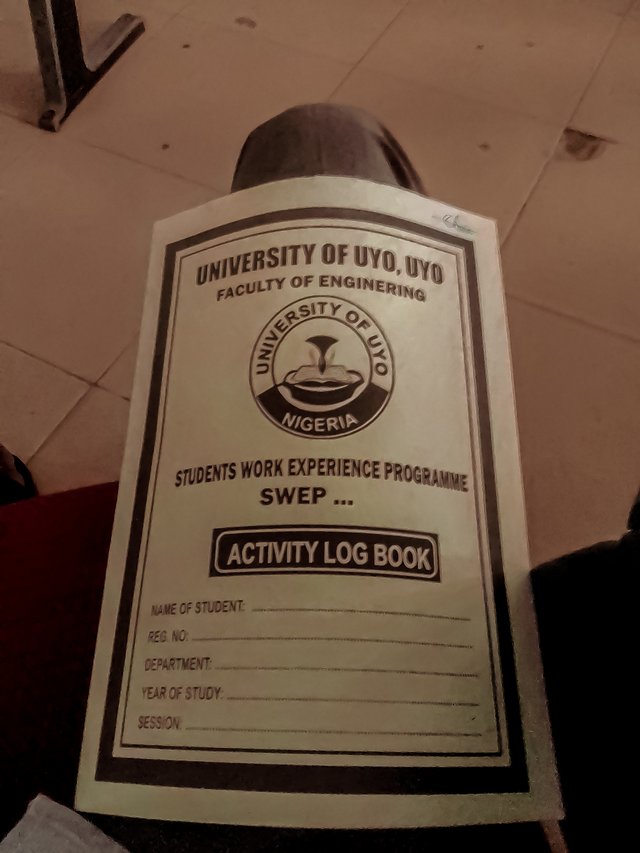 UNIVERSITY OF UYO, UYO
FACULTY OF ENGINERING
UNIVERSITY OF UYO
NIGERIA
STUDENTS WORK EXPERIENCE PROGRAMME
SWEP ...
ACTIVITY LOG BOOK
NAME OF STUDENT:
REG. NO:
DEPARTMENT:
YEAR OF STUDY:
SESSION: